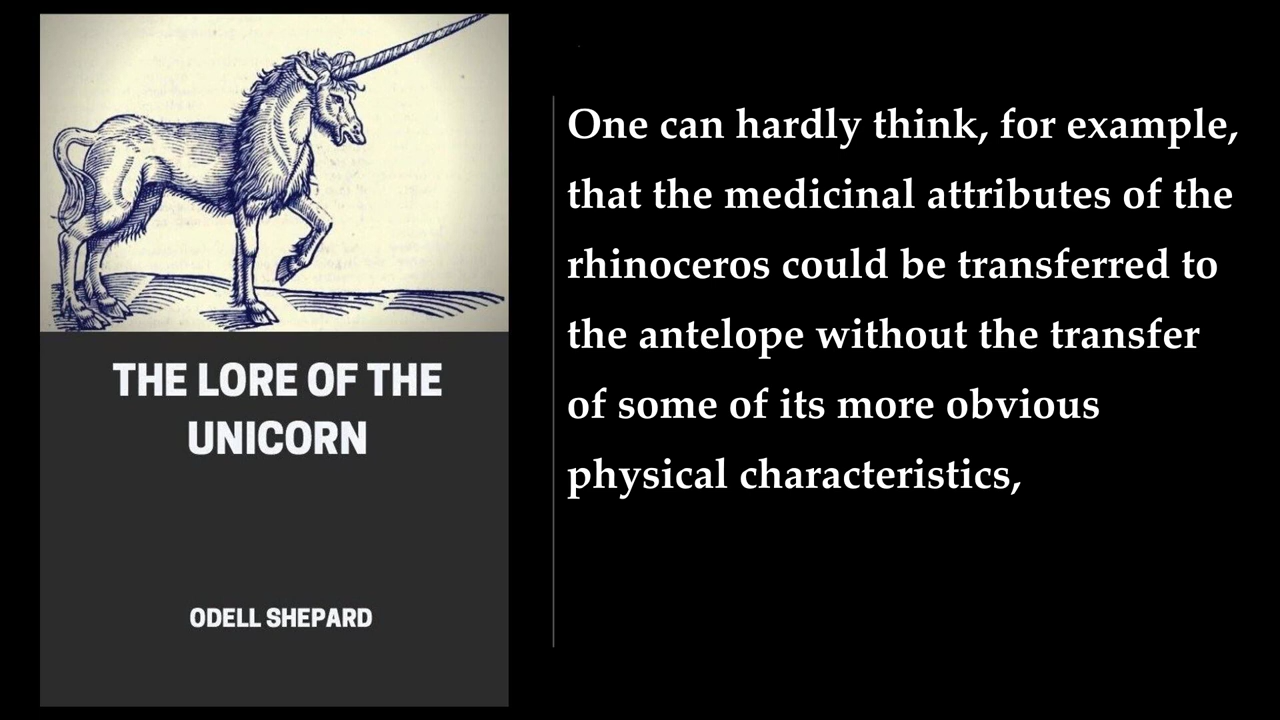 THE LORE OF THE
UNICORN
ODELL SHEPARD
One can hardly think, for example,
that the medicinal attributes of the
rhinoceros could be transferred to
the antelope without the transfer
of some of its more obvious
physical characteristics,